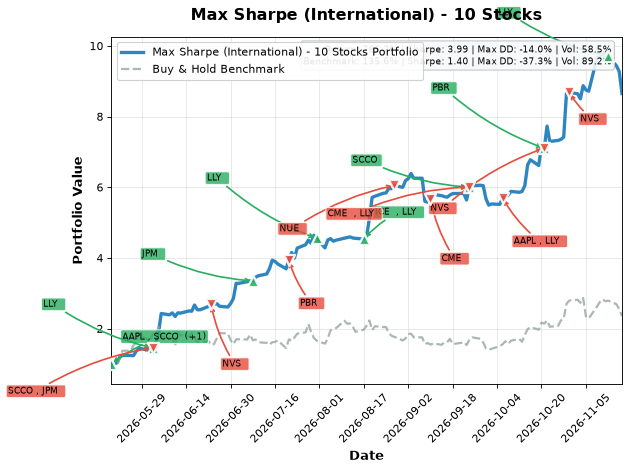 Max Sharpe (International) - 10 Stocks
LLY
Max Sharpe (International) - 10 Stocks Portfolio
Buy & Hold Benchmark
Sharpe: 3.99 | Max DD: -14.0% | Vol: 58.5%
Benchmark: 135.6% | Sharpe: 1.40 | Max DD: -37.3% | Vol: 89.2%
PBR
NVS
SCCO
LLY
CME , LLY
LLY
NVS
NUE
AAPL , LLY
CME
JPM
PBR
LLY
AAPL , SCCO (+1)
NVS
SCCO , JPM
Portfolio Value
10
8
6
4
2
2026-05-29
2026-06-14
2026-06-30
2026-07-16
2026-08-01
2026-08-17
2026-09-02
2026-09-18
2026-10-04
2026-10-20
2026-11-05
Date